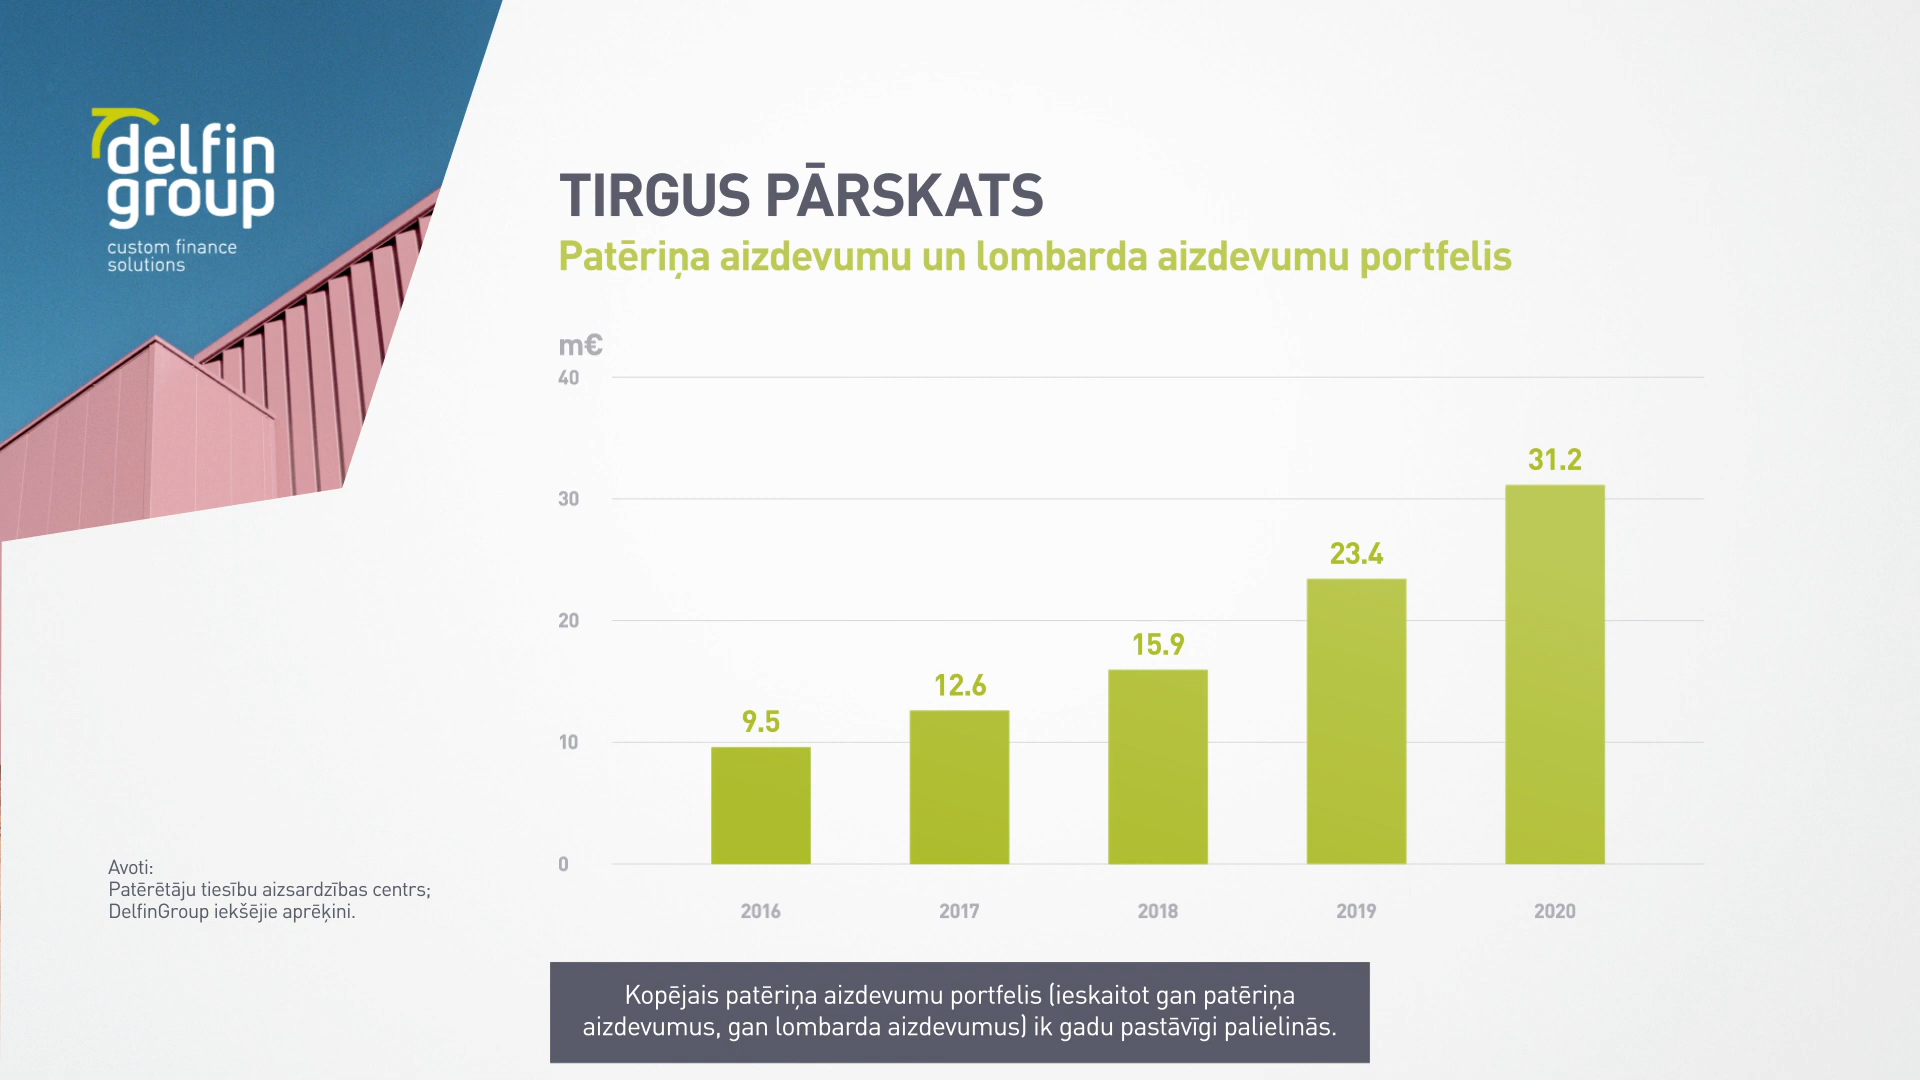 delfin
group
custom finance
solutions
TIRGUS PĀRSKATS
Patēriņa aizdevumu un lombarda aizdevumu portfelis
m€
40
30
20
10
0
9.5
12.6
15.9
23.4
31.2
2016
2017
2018
2019
2020
Avoti:
Patērētāju tiesību aizsardzības centrs;
DelfinGroup iekšējie aprēķini.
Kopējais patēriņa aizdevumu portfelis (ieskaitot gan patēriņa
aizdevumus, gan lombarda aizdevumus) ik gadu pastāvīgi palielinās.